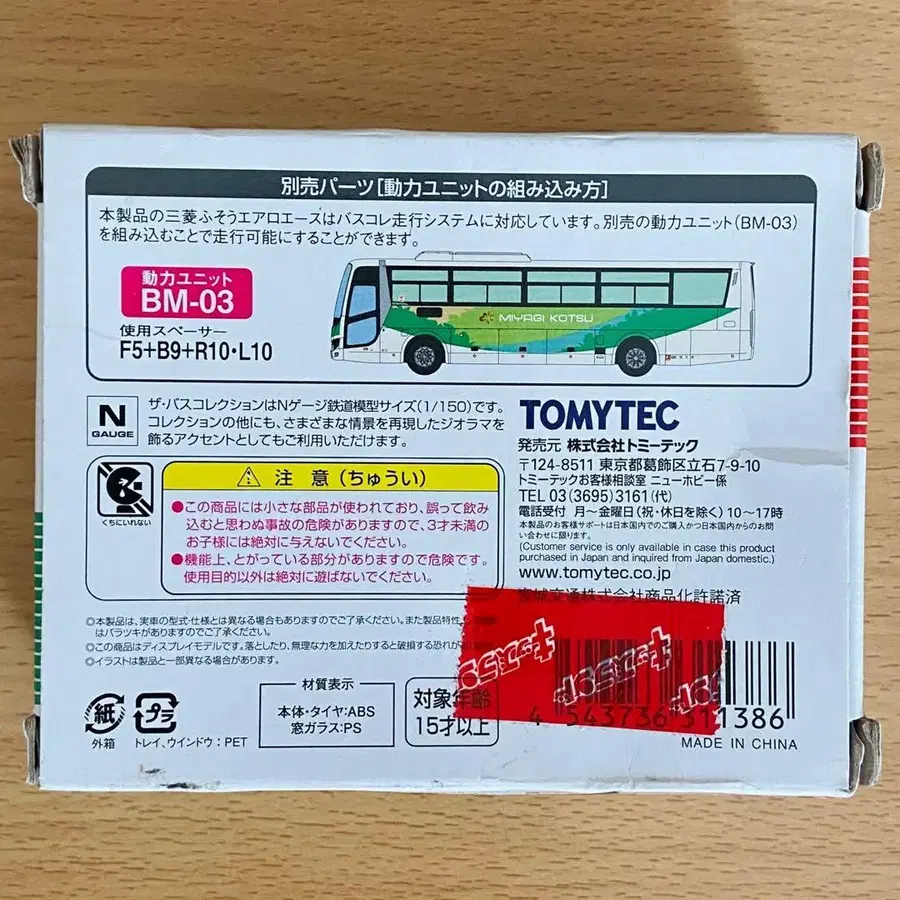 別売パーツ[動力ユニットの組み込み方]
本製品の三菱ふそうエアロエースはバスコレ走行システムに対応しています。別売の動力ユニット(BM-03)
を組み込むことで走行可能にすることができます。
動力ユニット
BM-03
使用スペーサー
F5+B9+R10・L10
MIYAGI KOTSU
N
GAUGE
ザ・バスコレクションはNゲージ鉄道模型サイズ(1/150)です。
コレクションの他にも、さまざまな情景を再現したジオラマを
飾るアクセントとしてもご利用いただけます。
くちにいれない
注 意 (ちゅうい)
●この商品には小さな部品が使われており、誤って飲み
込むと思わぬ事故の危険がありますので、3才未満の
お子様には絶対に与えないでください。
●機能上、とがっている部分がありますので危険です。
使用目的以外は絶対に遊ばないでください。
TOMYTEC
発売元 株式会社トミーテック
〒124-8511 東京都葛飾区立石7-9-10
トミーテックお客様相談室 ニューホビー係
TEL 03(3695)3161(代)
電話受付 月~金曜日(祝・休日を除く)10~17時
本製品のお客様サポートは日本国内でのご購入かつ日本国内からのお問
い合わせに限ります。
(Customer service is only available in case this product
purchased in Japan and inquired from Japan domestic.)
www.tomytec.co.jp
宮城交通株式会社商品化許諾済
◎本製品は、実車の型式・仕様とは異なる場合もありますのでご了承ください。また製品特性
はバラツキがありますのでご了承ください。
◎この商品はディスプレイモデルです。落としたり、無理な力を加えたりすると破損する恐れが
◎イラストは製品と一部異なる場合があります。
紙
外箱
プラ
トレイ、ウインドウ:PET
材質表示
本体・タイヤ:ABS
窓ガラス:PS
対象年齢
15才以上
4 543736 311386
MADE IN CHINA